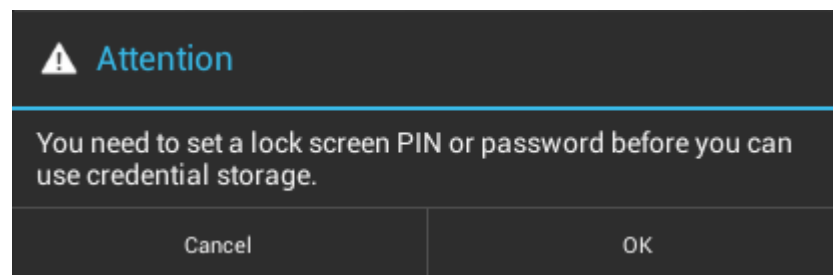 Attention
You need to set a lock screen PIN or password before you can
use credential storage.
Cancel
OK